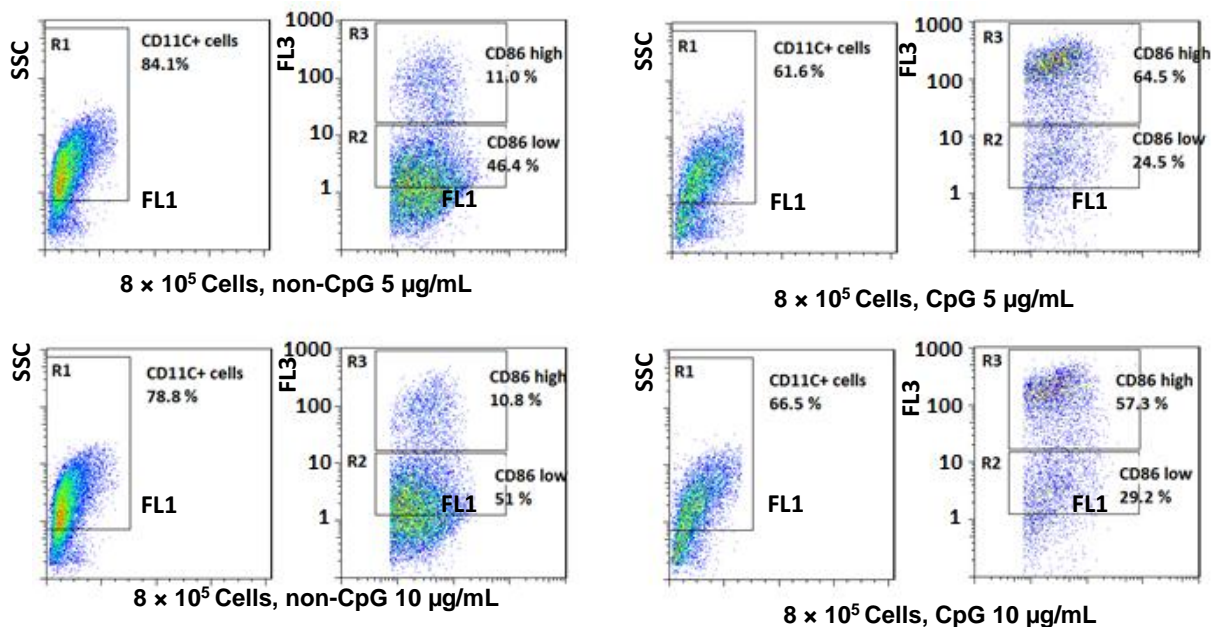 SSC
R1
CD11C+ cells
84.1%
FL1
FL3
1000
100
10
1
R3
CD86 high
11.0 %
R2
CD86 low
46.4 %
FL1
8 × 10⁵ Cells, non-CpG 5 µg/mL
SSC
R1
CD11C+ cells
61.6 %
FL1
FL3
1000
100
10
1
R3
CD86 high
64.5 %
R2
CD86 low
24.5 %
FL1
8 × 10⁵ Cells, CpG 5 µg/mL
SSC
R1
CD11C+ cells
78.8 %
FL1
FL3
1000
100
10
1
R3
CD86 high
10.8 %
R2
CD86 low
51 %
FL1
8 × 10⁵ Cells, non-CpG 10 µg/mL
SSC
R1
CD11C+ cells
66.5 %
FL1
FL3
1000
100
10
1
R3
CD86 high
57.3 %
R2
CD86 low
29.2 %
FL1
8 × 10⁵ Cells, CpG 10 µg/mL